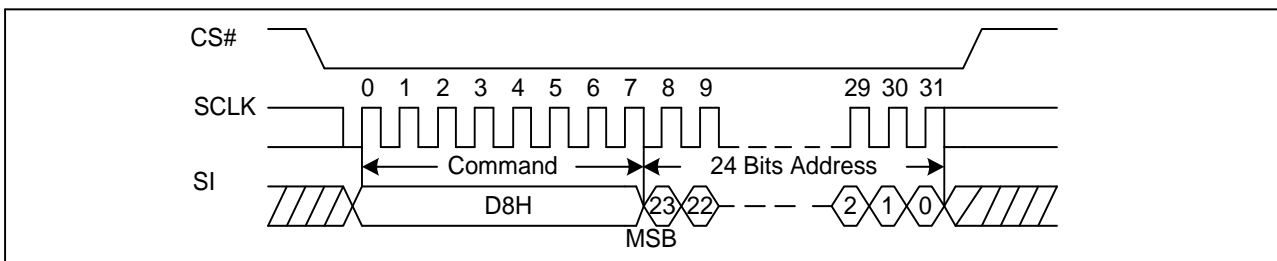 CS#
0 1 2 3 4 5 6 7 8 9 29 30 31
SCLK
Command 24 Bits Address
SI
D8H 23 22 2 1 0
MSB